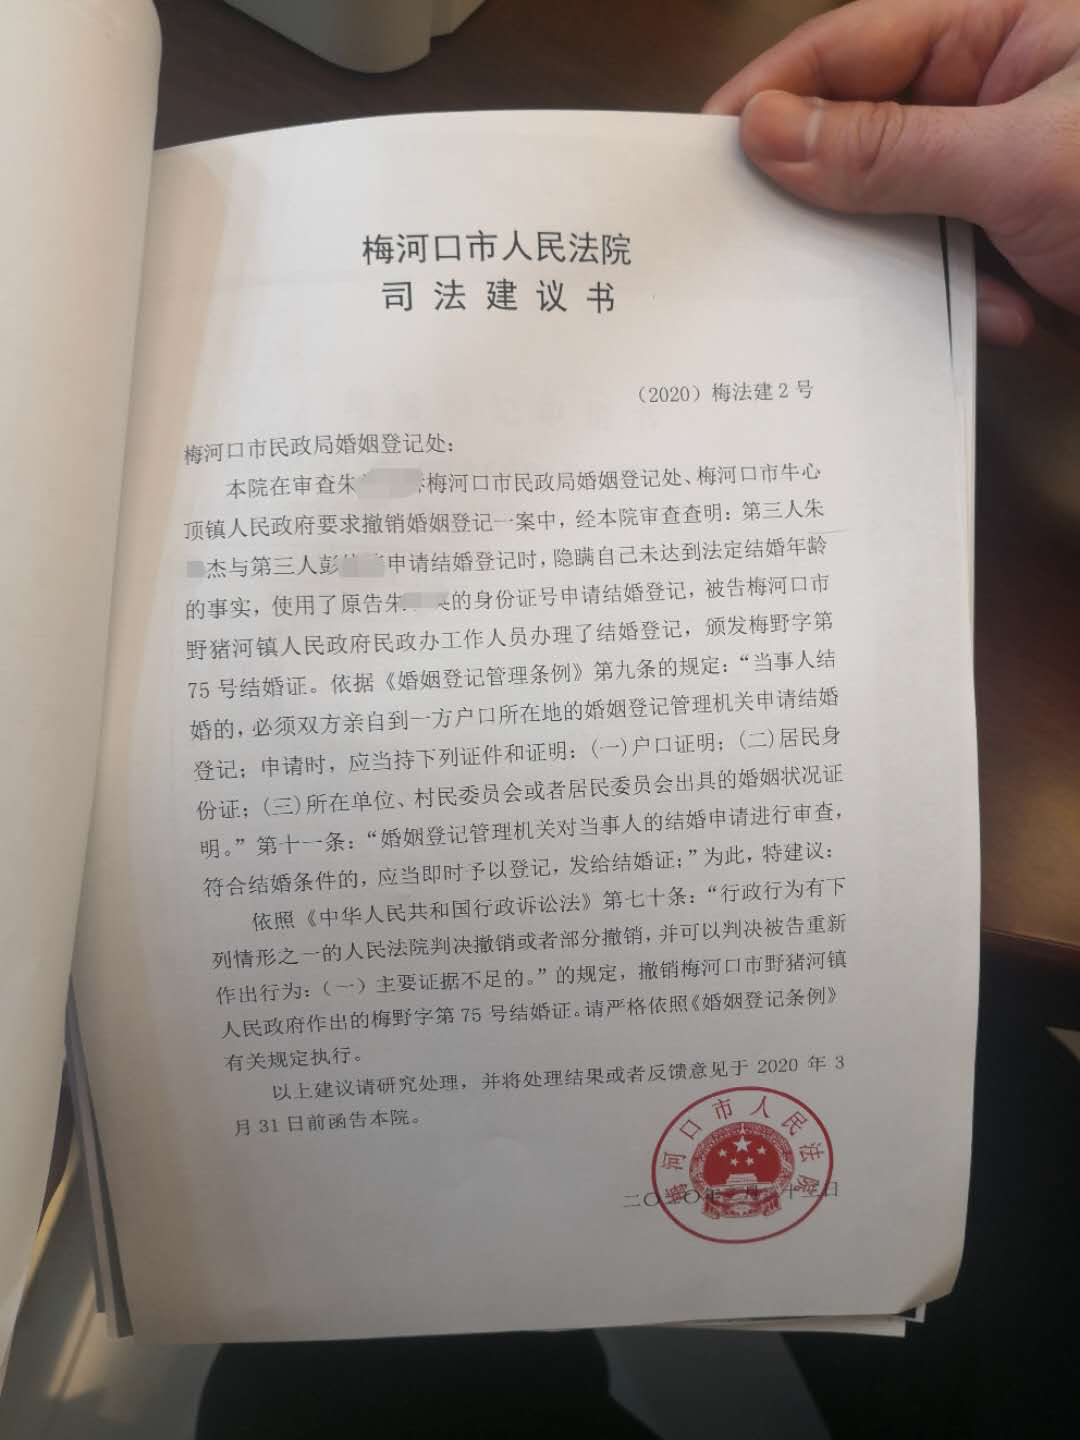 梅河口市人民法院
司法建议书
（2020）梅法建2号
梅河口市民政局婚姻登记处：
本院在审查朱 梅河口市民政局婚姻登记处、梅河口市牛心
顶镇人民政府要求撤销婚姻登记一案中，经本院审查查明：第三人朱
杰与第三人彭 申请结婚登记时，隐瞒自己未达到法定结婚年龄
的事实，使用了原告朱 的身份证号申请结婚登记，被告梅河口市
野猪河镇人民政府民政办工作人员办理了结婚登记，颁发梅野字第
75号结婚证。依据《婚姻登记管理条例》第九条的规定：“当事人结
婚的，必须双方亲自到一方户口所在地的婚姻登记管理机关申请结婚
登记；申请时，应当持下列证件和证明：(一)户口证明；(二)居民身
份证；(三)所在单位、村民委员会或者居民委员会出具的婚姻状况证
明。”第十一条：“婚姻登记管理机关对当事人的结婚申请进行审查，
符合结婚条件的，应当即时予以登记，发给结婚证；”为此，特建议：
依照《中华人民共和国行政诉讼法》第七十条：“行政行为有下
列情形之一的人民法院判决撤销或者部分撤销，并可以判决被告重新
作出行为：（一）主要证据不足的。”的规定，撤销梅河口市野猪河镇
人民政府作出的梅野字第75号结婚证。请严格依照《婚姻登记条例》
有关规定执行。
以上建议请研究处理，并将处理结果或者反馈意见于2020年3
月31日前函告本院。
梅河口市人民法院
二〇二〇年 月 十 日